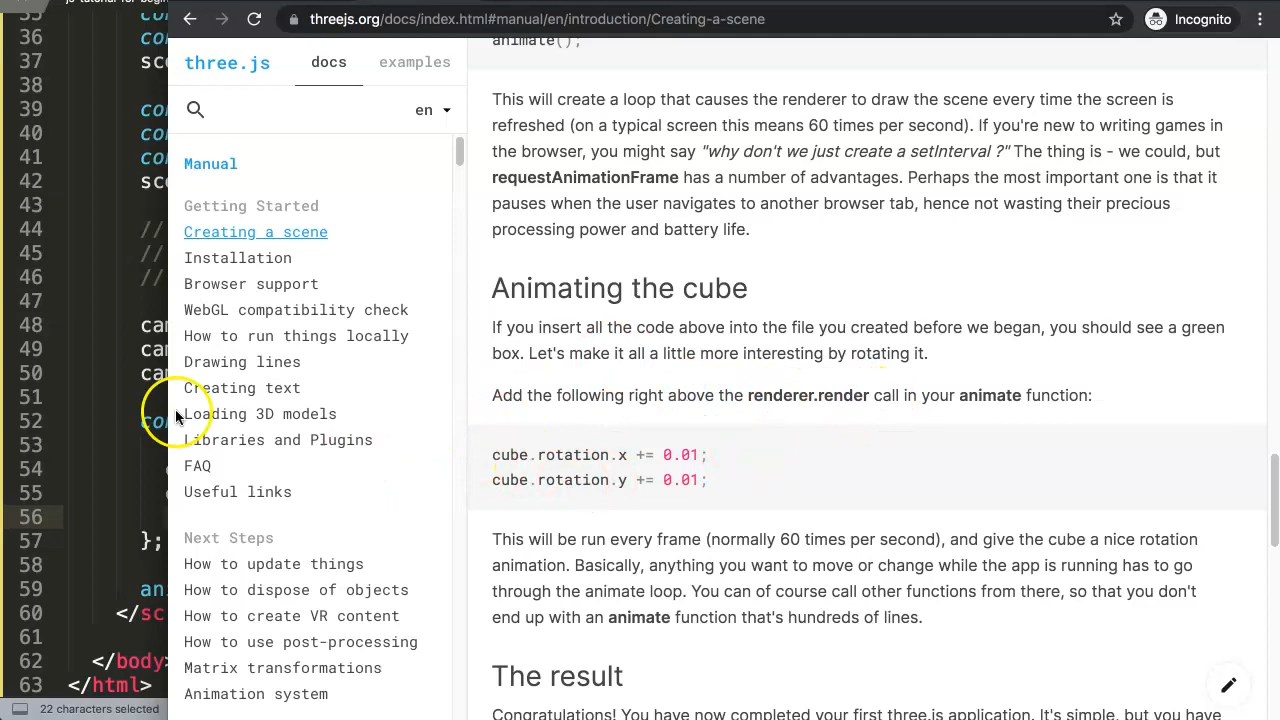 js-tutorial-for-begin
threejs.org/docs/index.html#manual/en/introduction/Creating-a-scene
Incognito
35 co
36 co
37 sc
38
39 co
40 co
41 co
42 sc
43
44 //
45 //
46 //
47
48 cam
49 cam
50 cam
51
52 co
53
54
55
56
57 };
58
59 an
60 </sc
61
62 </body>
63 </html>
22 characters selected
three.js
docs
examples
en
Manual
Getting Started
Creating a scene
Installation
Browser support
WebGL compatibility check
How to run things locally
Drawing lines
Creating text
Loading 3D models
Libraries and Plugins
FAQ
Useful links
Next Steps
How to update things
How to dispose of objects
How to create VR content
How to use post-processing
Matrix transformations
Animation system
animate();
This will create a loop that causes the renderer to draw the scene every time the screen is
refreshed (on a typical screen this means 60 times per second). If you're new to writing games in
the browser, you might say "why don't we just create a setInterval ?" The thing is - we could, but
requestAnimationFrame has a number of advantages. Perhaps the most important one is that it
pauses when the user navigates to another browser tab, hence not wasting their precious
processing power and battery life.
Animating the cube
If you insert all the code above into the file you created before we began, you should see a green
box. Let's make it all a little more interesting by rotating it.
Add the following right above the renderer.render call in your animate function:
cube.rotation.x += 0.01;
cube.rotation.y += 0.01;
This will be run every frame (normally 60 times per second), and give the cube a nice rotation
animation. Basically, anything you want to move or change while the app is running has to go
through the animate loop. You can of course call other functions from there, so that you don't
end up with an animate function that's hundreds of lines.
The result
Congratulations! You have now completed your first three.js application. It's simple, but you have